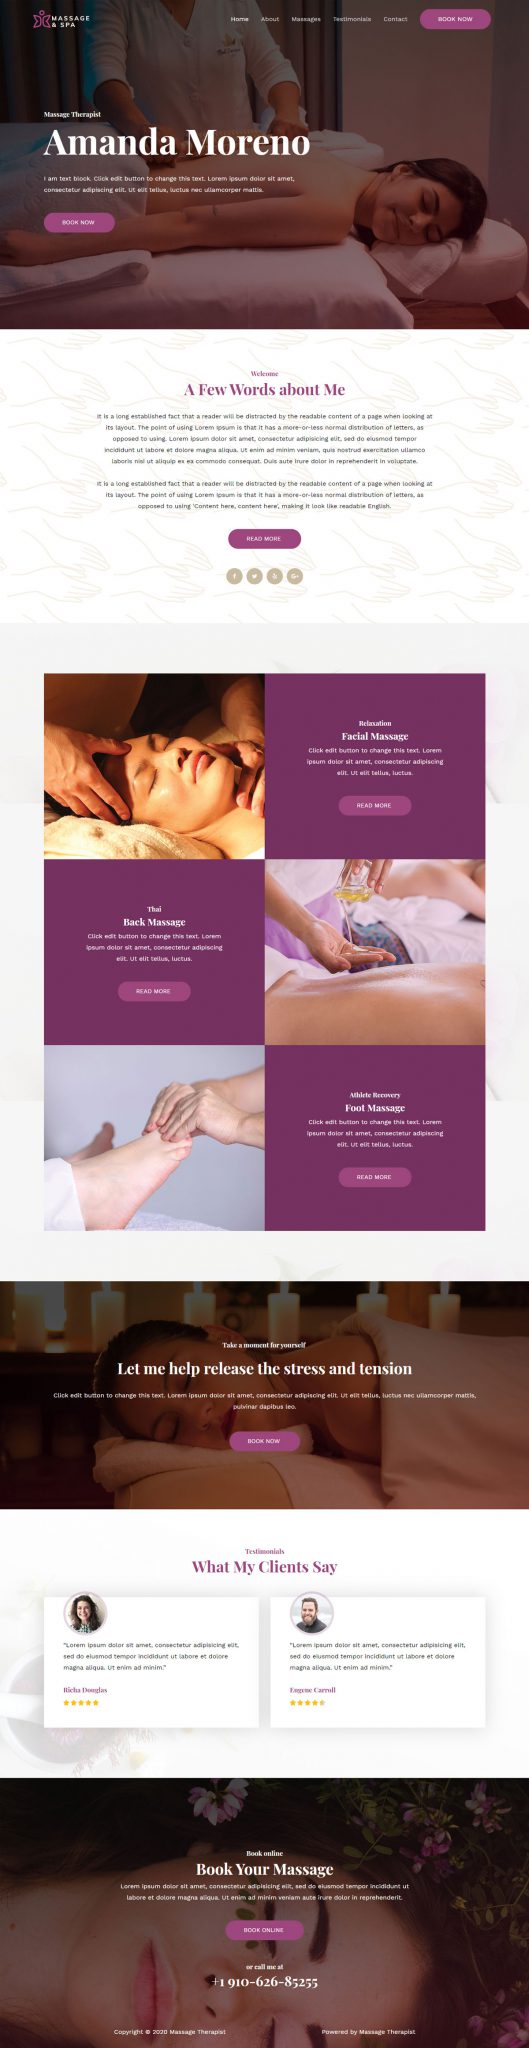 MASSAGE
& SPA
Home About Massages Testimonials Contact BOOK NOW
Massage Therapist
Amanda Moreno
I am text block. Click edit button to change this text. Lorem ipsum dolor sit amet,
consectetur adipiscing elit. Ut elit tellus, luctus nec ullamcorper mattis.
BOOK NOW
Welcome
A Few Words about Me
It is a long established fact that a reader will be distracted by the readable content of a page when looking at
its layout. The point of using Lorem Ipsum is that it has a more-or-less normal distribution of letters, as
opposed to using. Lorem ipsum dolor sit amet, consectetur adipisicing elit, sed do eiusmod tempor
incididunt ut labore et dolore magna aliqua. Ut enim ad minim veniam, quis nostrud exercitation ullamco
laboris nisi ut aliquip ex ea commodo consequat. Duis aute irure dolor in reprehenderit in voluptate.
It is a long established fact that a reader will be distracted by the readable content of a page when looking at
its layout. The point of using Lorem Ipsum is that it has a more-or-less normal distribution of letters, as
opposed to using 'Content here, content here', making it look like readable English.
READ MORE
Relaxation
Facial Massage
Click edit button to change this text. Lorem
ipsum dolor sit amet, consectetur adipiscing
elit. Ut elit tellus, luctus.
READ MORE
Thai
Back Massage
Click edit button to change this text. Lorem
ipsum dolor sit amet, consectetur adipiscing
elit. Ut elit tellus, luctus.
READ MORE
Athlete Recovery
Foot Massage
Click edit button to change this text. Lorem
ipsum dolor sit amet, consectetur adipiscing
elit. Ut elit tellus, luctus.
READ MORE
Take a moment for yourself
Let me help release the stress and tension
Click edit button to change this text. Lorem ipsum dolor sit amet, consectetur adipiscing elit. Ut elit tellus, luctus nec ullamcorper mattis,
pulvinar dapibus leo.
BOOK NOW
Testimonials
What My Clients Say
"Lorem ipsum dolor sit amet, consectetur adipisicing elit,
sed do eiusmod tempor incididunt ut labore et dolore
magna aliqua. Ut enim ad minim."
Richa Douglas
"Lorem ipsum dolor sit amet, consectetur adipisicing elit,
sed do eiusmod tempor incididunt ut labore et dolore
magna aliqua. Ut enim ad minim."
Eugene Carroll
Book online
Book Your Massage
Lorem ipsum dolor sit amet, consectetur adipisicing elit, sed do eiusmod tempor incididunt ut
labore et dolore magna aliqua. Ut enim ad minim veniam aute irure dolor in reprehenderit.
BOOK ONLINE
or call me at
+1 910-626-85255
Copyright © 2020 Massage Therapist Powered by Massage Therapist